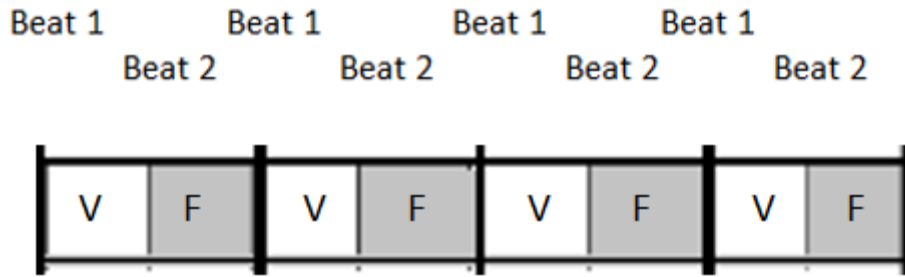 Beat 1 Beat 1 Beat 1 Beat 1
Beat 2 Beat 2 Beat 2 Beat 2
V F V F V F V F